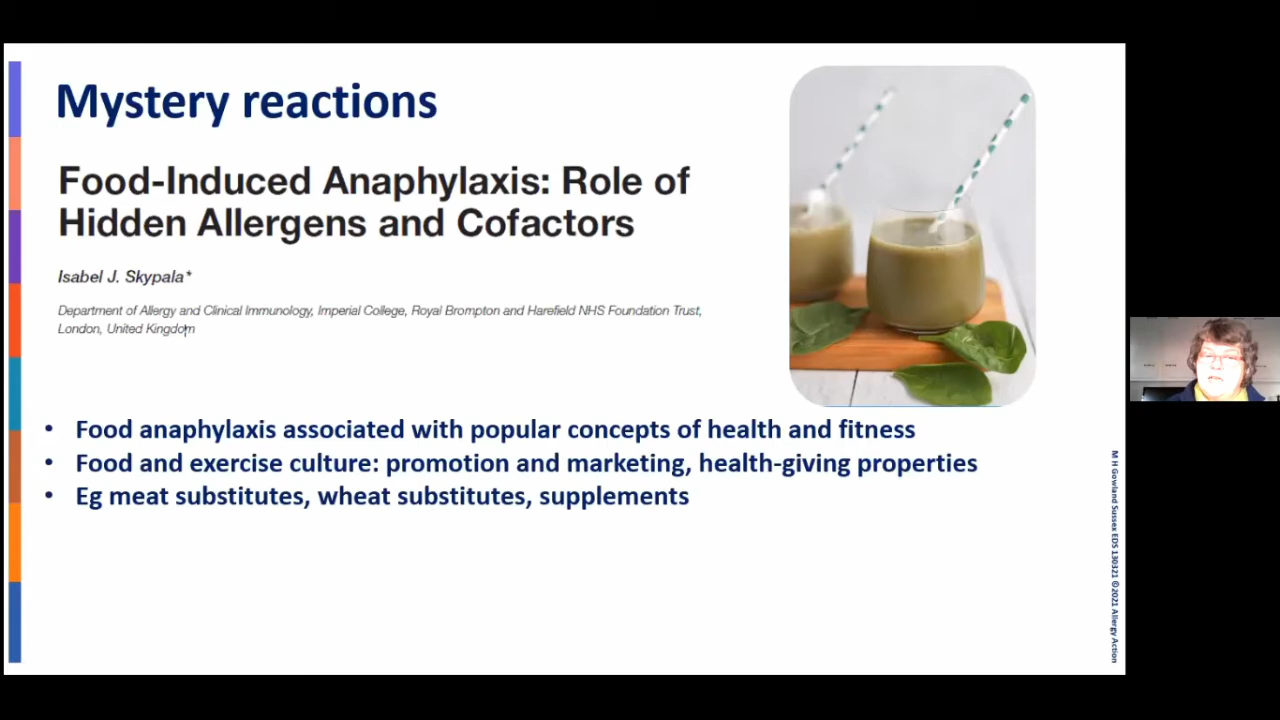 Mystery reactions
Food-Induced Anaphylaxis: Role of
Hidden Allergens and Cofactors
Isabel J. Skypala*
Department of Allergy and Clinical Immunology, Imperial College, Royal Brompton and Harefield NHS Foundation Trust,
London, United Kingdom
• Food anaphylaxis associated with popular concepts of health and fitness
• Food and exercise culture: promotion and marketing, health-giving properties
• Eg meat substitutes, wheat substitutes, supplements
M H Gowland Sussex EDS 130321 ©2021 Allergy Action